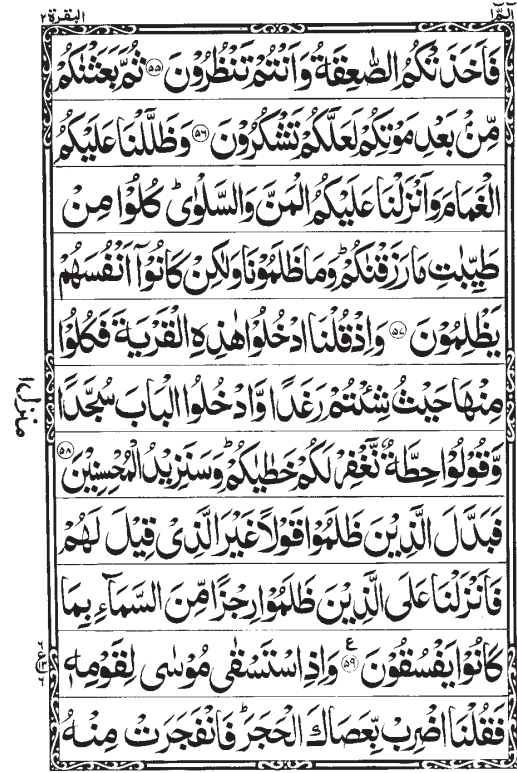 الٓمّٓا
البقرة ٢
فَاَخَذَتْكُمُ الصّٰعِقَةُ وَاَنْتُمْ تَنْظُرُوْنَ ﴿۵۵﴾ ثُمَّ بَعَثْنٰكُمْ
مِّنْۢ بَعْدِ مَوْتِكُمْ لَعَلَّكُمْ تَشْكُرُوْنَ ﴿۵۶﴾ وَظَلَّلْنَا عَلَيْكُمُ
الْغَمَامَ وَاَنْزَلْنَا عَلَيْكُمُ الْمَنَّ وَالسَّلْوٰىؕ كُلُوْا مِنْ
طَيِّبٰتِ مَا رَزَقْنٰكُمْؕ وَمَا ظَلَمُوْنَا وَلٰكِنْ كَانُوْۤا اَنْفُسَهُمْ
يَظْلِمُوْنَ ﴿۵۷﴾ وَاِذْ قُلْنَا ادْخُلُوْا هٰذِهِ الْقَرْيَةَ فَكُلُوْا
مِنْهَا حَيْثُ شِئْتُمْ رَغَدًا وَّادْخُلُوا الْبَابَ سُجَّدًا
وَّقُوْلُوْا حِطَّةٌ نَّغْفِرْ لَكُمْ خَطٰيٰكُمْؕ وَسَنَزِيْدُ الْمُحْسِنِيْنَ ﴿۵۸﴾
فَبَدَّلَ الَّذِيْنَ ظَلَمُوْا قَوْلًا غَيْرَ الَّذِىْ قِيْلَ لَهُمْ
فَاَنْزَلْنَا عَلَى الَّذِيْنَ ظَلَمُوْا رِجْزًا مِّنَ السَّمَآءِ بِمَا
كَانُوْا يَفْسُقُوْنَ ﴿۵۹﴾ ع وَاِذِ اسْتَسْقٰى مُوْسٰى لِقَوْمِهٖ
فَقُلْنَا اضْرِبْ بِّعَصَاكَ الْحَجَرَؕ فَانْفَجَرَتْ مِنْهُ
منزل ۱